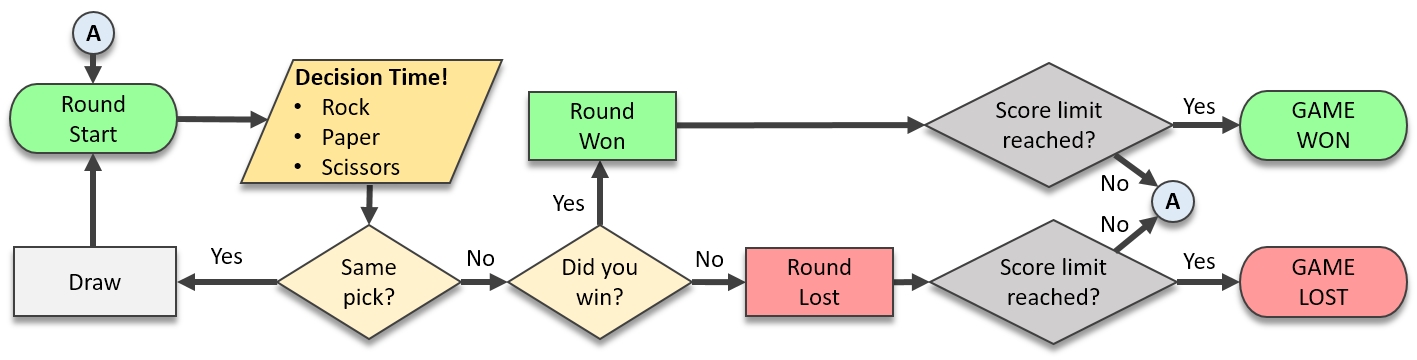 A
Round
Start
Decision Time!
• Rock
• Paper
• Scissors
Same
pick?
Yes
Draw
No
Did you
win?
Yes
Round
Won
Score limit
reached?
Yes
GAME
WON
No
A
No
Round
Lost
Score limit
reached?
No
Yes
GAME
LOST